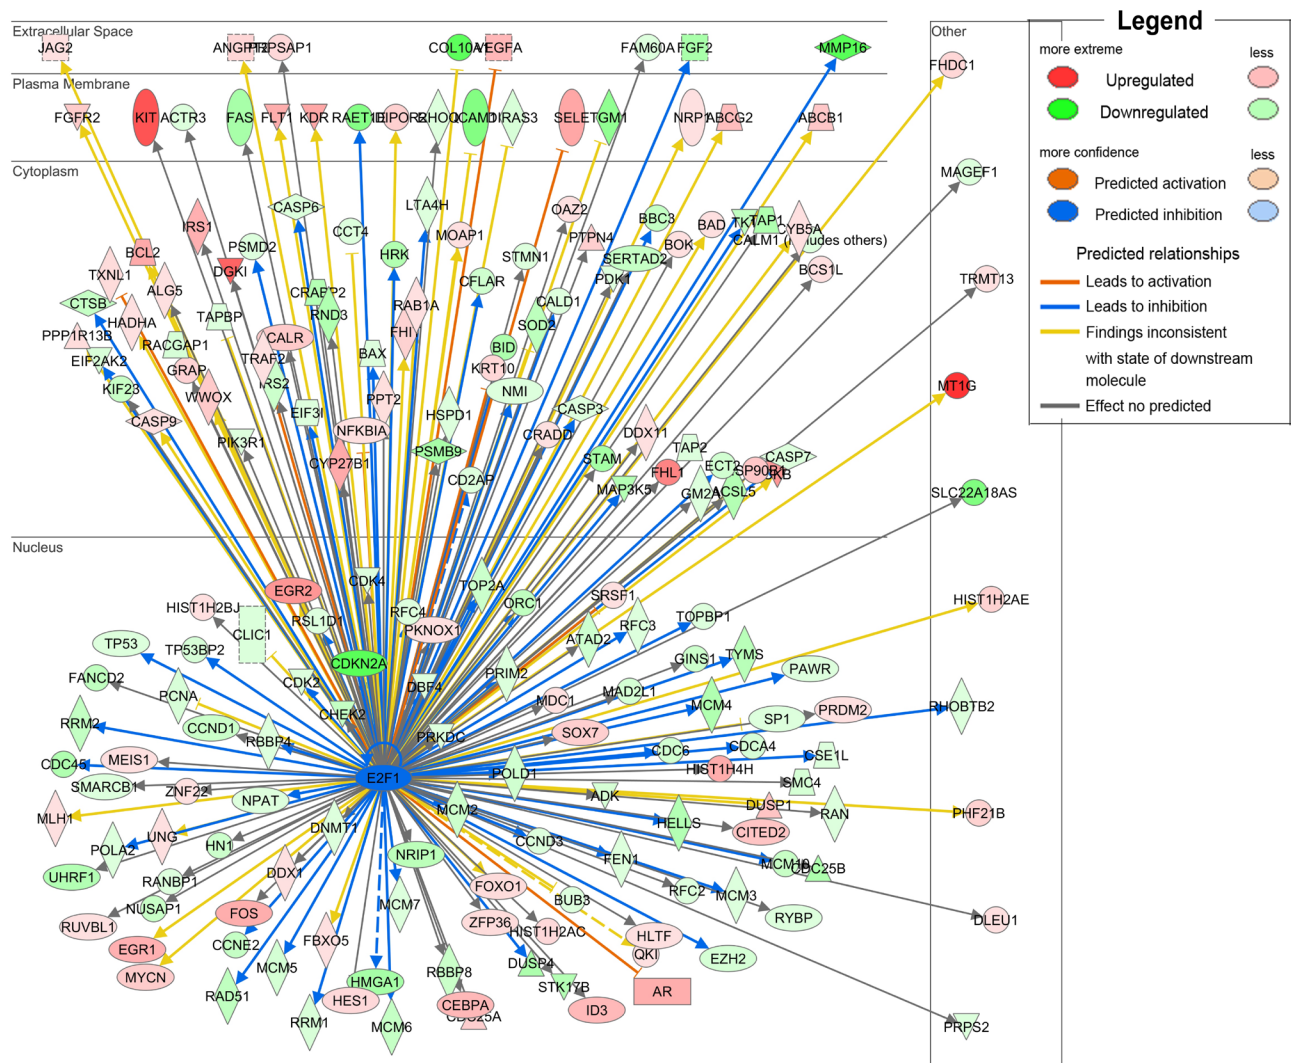 Extracellular Space
Other
Legend
JAG2
COL10A1
VEGFA
FAM60A
FGF2
MMP16
FHDC1
more extreme
less
Upregulated
Downregulated
Plasma Membrane
FGFR2
KIT
ACTR3
FAS
FLT1
KDR
DIRAS3
NRP1
ABCG2
ABCB1
more confidence
less
Predicted activation
Predicted inhibition
Cytoplasm
MAGEF1
CASP6
LTA4H
OAZ2
BBC3
BAD
TAP1
CYB5A
IRS1
PSMD2
CCT4
MOAP1
PTPN4
BOK
BCL2
DGKI
HRK
STMN1
SERTAD2
BCS1L
Predicted relationships
Leads to activation
Leads to inhibition
Findings inconsistent
with state of downstream
molecule
Effect no predicted
TXNL1
ALG5
CFLAR
PDK1
TRMT13
CTSB
HADHA
TAPBP
RND3
RAB1A
CALD1
SOD2
PPP1R13B
RACGAP1
CALR
EIF2AK2
GRAP
TRAF2
BAX
BID
KRT10
KIF23
WWOX
IRS2
PPT2
NMI
MT1G
CASP9
EIF3I
NFKBIA
HSPD1
CASP3
PIK3R1
CRADD
DDX11
CYP27B1
PSMB9
STAM
TAP2
CASP7
CD2AP
FHL1
ECT2
MAP3K5
GM2A
ACSL5
SLC22A18AS
Nucleus
EGR2
CDK4
TOP2A
SRSF1
HIST1H2AE
HIST1H2BJ
RSL1D1
RFC4
ORC1
TOPBP1
CLIC1
PKNOX1
RFC3
TP53
TP53BP2
CDKN2A
ATAD2
GINS1
TYMS
PAWR
FANCD2
PCNA
CDK2
DBF4
PRIM2
MDC1
MAD2L1
RRM2
CCND1
RBBP4
CHEK2
MCM4
SP1
PRDM2
RHOBTB2
PRKDC
SOX7
CDC6
CDCA4
CSE1L
CDC45
MEIS1
E2F1
POLD1
HIST1H4H
SMARCB1
ZNF22
NPAT
ADK
SMC4
MLH1
UNG
DNMT1
MCM2
HELLS
DUSP1
RAN
PHF21B
POLA2
HN1
NRIP1
CCND3
FEN1
CITED2
UHRF1
RANBP1
DDX1
FOXO1
BUB3
RFC2
MCM3
MCM10
CDC25B
NUSAP1
MCM7
RYBP
DLEU1
RUVBL1
FOS
ZFP36
HIST1H2AC
HLTF
EGR1
CCNE2
FBXO5
QKI
EZH2
MYCN
MCM5
HMGA1
RBBP8
DUSP4
RAD51
HES1
CEBPA
STK17B
AR
RRM1
MCM6
CDC25A
ID3
PRPS2